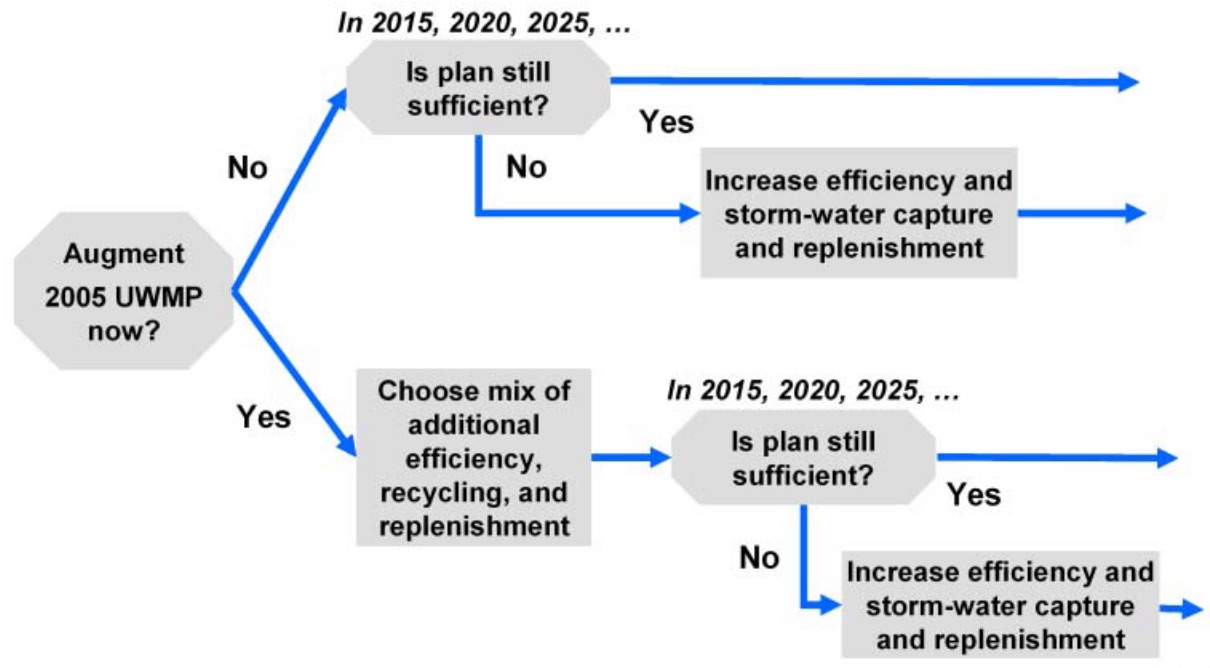 In 2015, 2020, 2025, ...
Is plan still
sufficient?
Yes
No
No
Increase efficiency and
storm-water capture
and replenishment
Augment
2005 UWMP
now?
Yes
Choose mix of
additional
efficiency,
recycling, and
replenishment
In 2015, 2020, 2025, ...
Is plan still
sufficient?
Yes
No
Increase efficiency and
storm-water capture
and replenishment